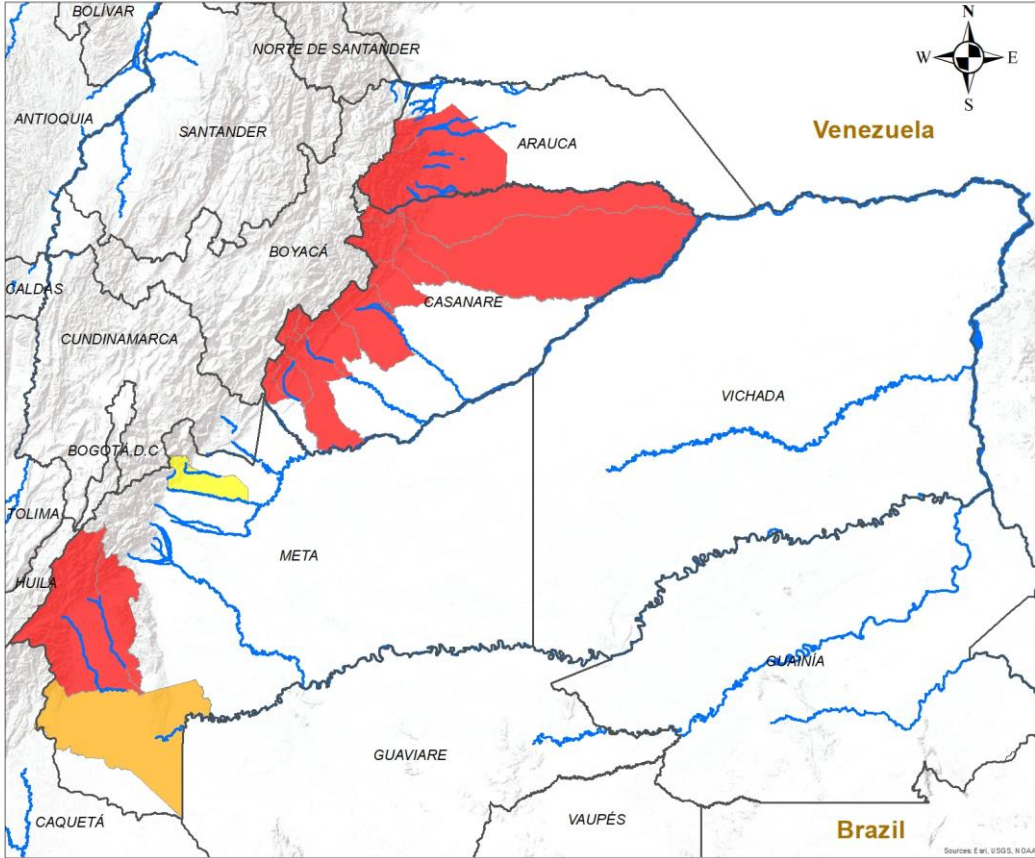 BOLÍVAR
N
NORTE DE SANTANDER
W
E
S
ANTIOQUIA
SANTANDER
ARAUCA
Venezuela
BOYACÁ
CALDAS
CASANARE
CUNDINAMARCA
VICHADA
BOGOTÁ,D.C
TOLIMA
META
HUILA
GUAINÍA
GUAVIARE
CAQUETÁ
VAUPÉS
Brazil
Sources: Esri, USGS, NOAA